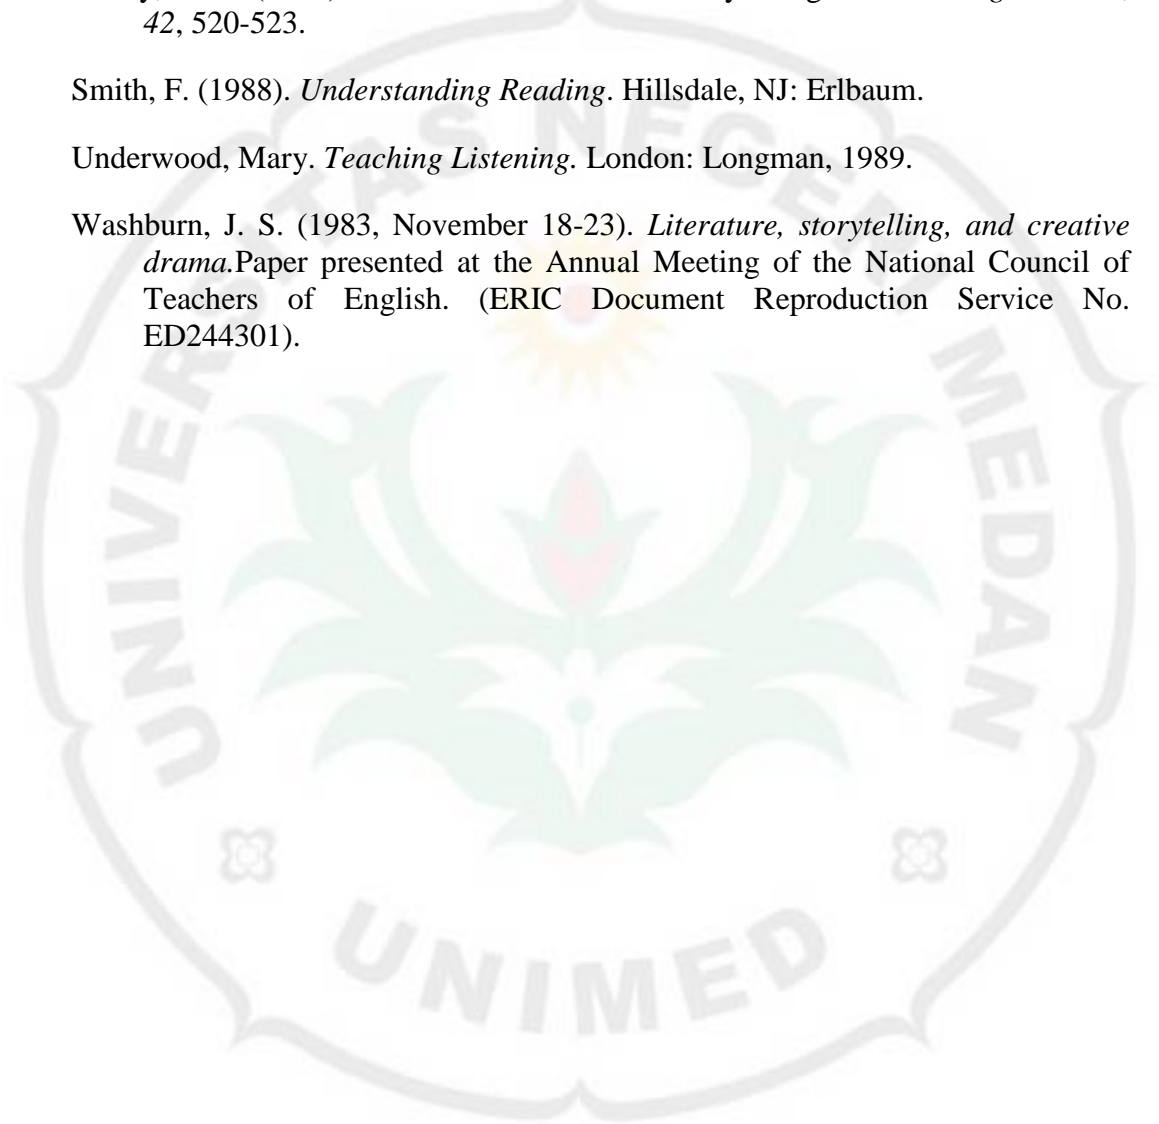 42, 520-523.
Smith, F. (1988). Understanding Reading. Hillsdale, NJ: Erlbaum.
Underwood, Mary. Teaching Listening. London: Longman, 1989.
Washburn, J. S. (1983, November 18-23). Literature, storytelling, and creative
drama.Paper presented at the Annual Meeting of the National Council of
Teachers of English. (ERIC Document Reproduction Service No.
ED244301).
UNIVERSITAS NEGERI MEDAN
UNIMED